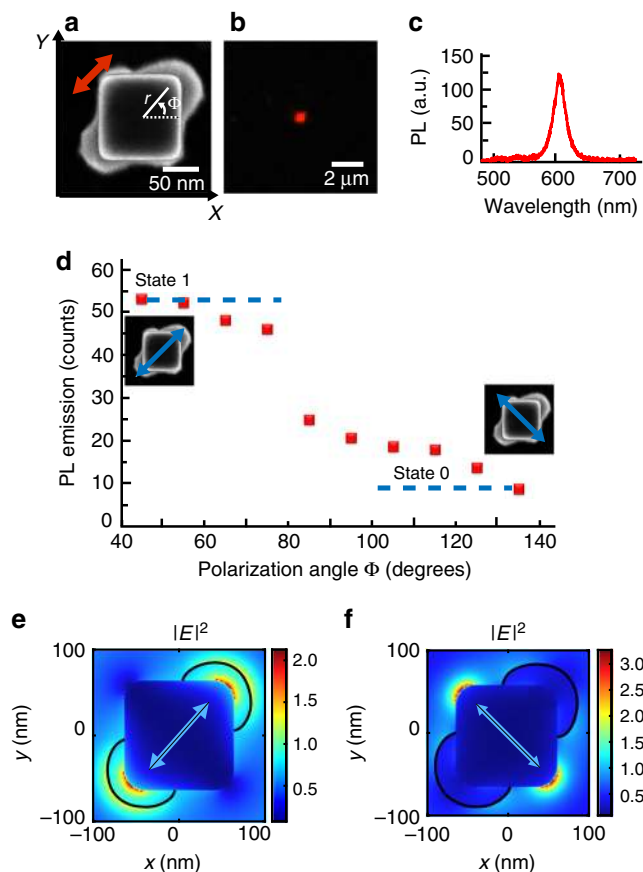 a
b
c
Y
r
Φ
50 nm
X
2 μm
PL (a.u.)
150
100
50
0
500 600 700
Wavelength (nm)
d
PL emission (counts)
60
50
40
30
20
10
0
State 1
State 0
40 60 80 100 120 140
Polarization angle Φ (degrees)
e
|E|²
100
0
−100
y (nm)
−100 0 100
x (nm)
2.0
1.5
1.0
0.5
f
|E|²
100
0
−100
y (nm)
−100 0 100
x (nm)
3.0
2.5
2.0
1.5
1.0
0.5